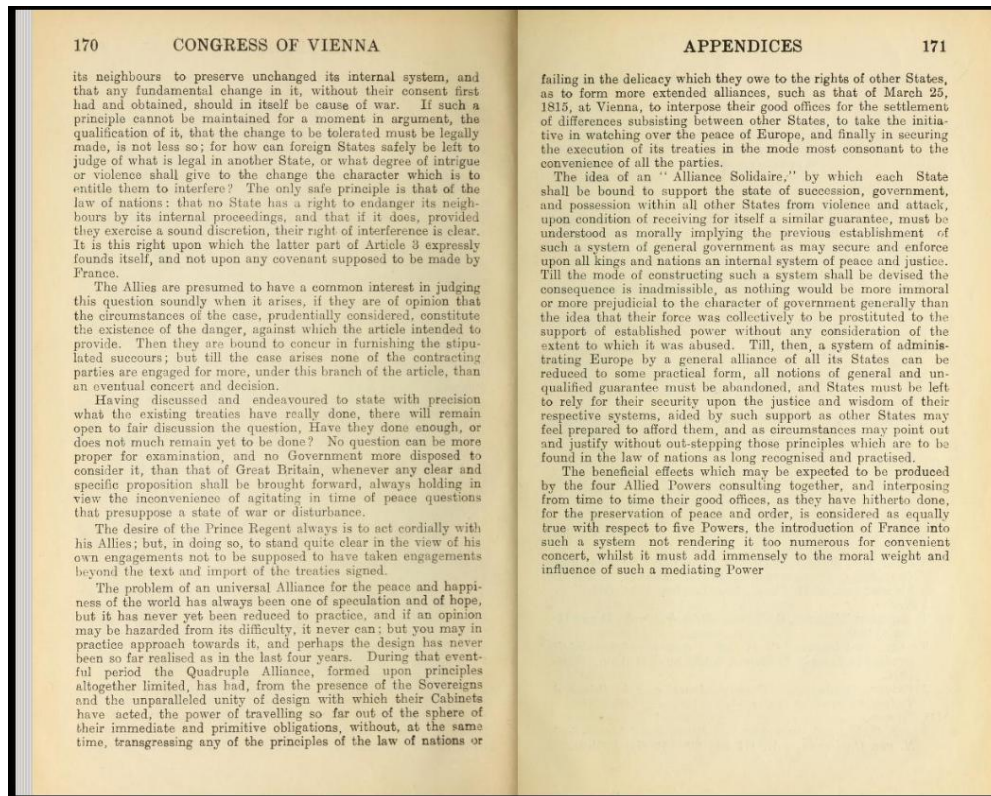 170 CONGRESS OF VIENNA
its neighbours to preserve unchanged its internal system, and
that any fundamental change in it, without their consent first
had and obtained, should in itself be cause of war. If such a
principle cannot be maintained for a moment in argument, the
qualification of it, that the change to be tolerated must be legally
made, is not less so; for how can foreign States safely be left to
judge of what is legal in another State, or what degree of intrigue
or violence shall give to the change the character which is to
entitle them to interfere? The only safe principle is that of the
law of nations: that no State has a right to endanger its neigh-
bours by its internal proceedings, and that if it does, provided
they exercise a sound discretion, their right of interference is clear.
It is this right upon which the latter part of Article 3 expressly
founds itself, and not upon any covenant supposed to be made by
France.
The Allies are presumed to have a common interest in judging
this question soundly when it arises, if they are of opinion that
the circumstances of the case, prudentially considered, constitute
the existence of the danger, against which the article intended to
provide. Then they are bound to concur in furnishing the stipu-
lated succours; but till the case arises none of the contracting
parties are engaged for more, under this branch of the article, than
an eventual concert and decision.
Having discussed and endeavoured to state with precision
what the existing treaties have really done, there will remain
open to fair discussion the question, Have they done enough, or
does not much remain yet to be done? No question can be more
proper for examination, and no Government more disposed to
consider it, than that of Great Britain, whenever any clear and
specific proposition shall be brought forward, always holding in
view the inconvenience of agitating in time of peace questions
that presuppose a state of war or disturbance.
The desire of the Prince Regent always is to act cordially with
his Allies; but, in doing so, to stand quite clear in the view of his
own engagements not to be supposed to have taken engagements
beyond the text and import of the treaties signed.
The problem of an universal Alliance for the peace and happi-
ness of the world has always been one of speculation and of hope,
but it has never yet been reduced to practice, and if an opinion
may be hazarded from its difficulty, it never can; but you may in
practice approach towards it, and perhaps the design has never
been so far realised as in the last four years. During that event-
ful period the Quadruple Alliance, formed upon principles
altogether limited, has had, from the presence of the Sovereigns
and the unparalleled unity of design with which their Cabinets
have acted, the power of travelling so far out of the sphere of
their immediate and primitive obligations, without, at the same
time, transgressing any of the principles of the law of nations or
APPENDICES 171
failing in the delicacy which they owe to the rights of other States,
as to form more extended alliances, such as that of March 25,
1815, at Vienna, to interpose their good offices for the settlement
of differences subsisting between other States, to take the initia-
tive in watching over the peace of Europe, and finally in securing
the execution of its treaties in the mode most consonant to the
convenience of all the parties.
The idea of an " Alliance Solidaire," by which each State
shall be bound to support the state of succession, government,
and possession within all other States from violence and attack,
upon condition of receiving for itself a similar guarantee, must be
understood as morally implying the previous establishment of
such a system of general government as may secure and enforce
upon all kings and nations an internal system of peace and justice.
Till the mode of constructing such a system shall be devised the
consequence is inadmissible, as nothing would be more immoral
or more prejudicial to the character of government generally than
the idea that their force was collectively to be prostituted to the
support of established power without any consideration of the
extent to which it was abused. Till, then, a system of adminis-
trating Europe by a general alliance of all its States can be
reduced to some practical form, all notions of general and un-
qualified guarantee must be abandoned, and States must be left
to rely for their security upon the justice and wisdom of their
respective systems, aided by such support as other States may
feel prepared to afford them, and as circumstances may point out
and justify without out-stepping those principles which are to be
found in the law of nations as long recognised and practised.
The beneficial effects which may be expected to be produced
by the four Allied Powers consulting together, and interposing
from time to time their good offices, as they have hitherto done,
for the preservation of peace and order, is considered as equally
true with respect to five Powers, the introduction of France into
such a system not rendering it too numerous for convenient
concert, whilst it must add immensely to the moral weight and
influence of such a mediating Power